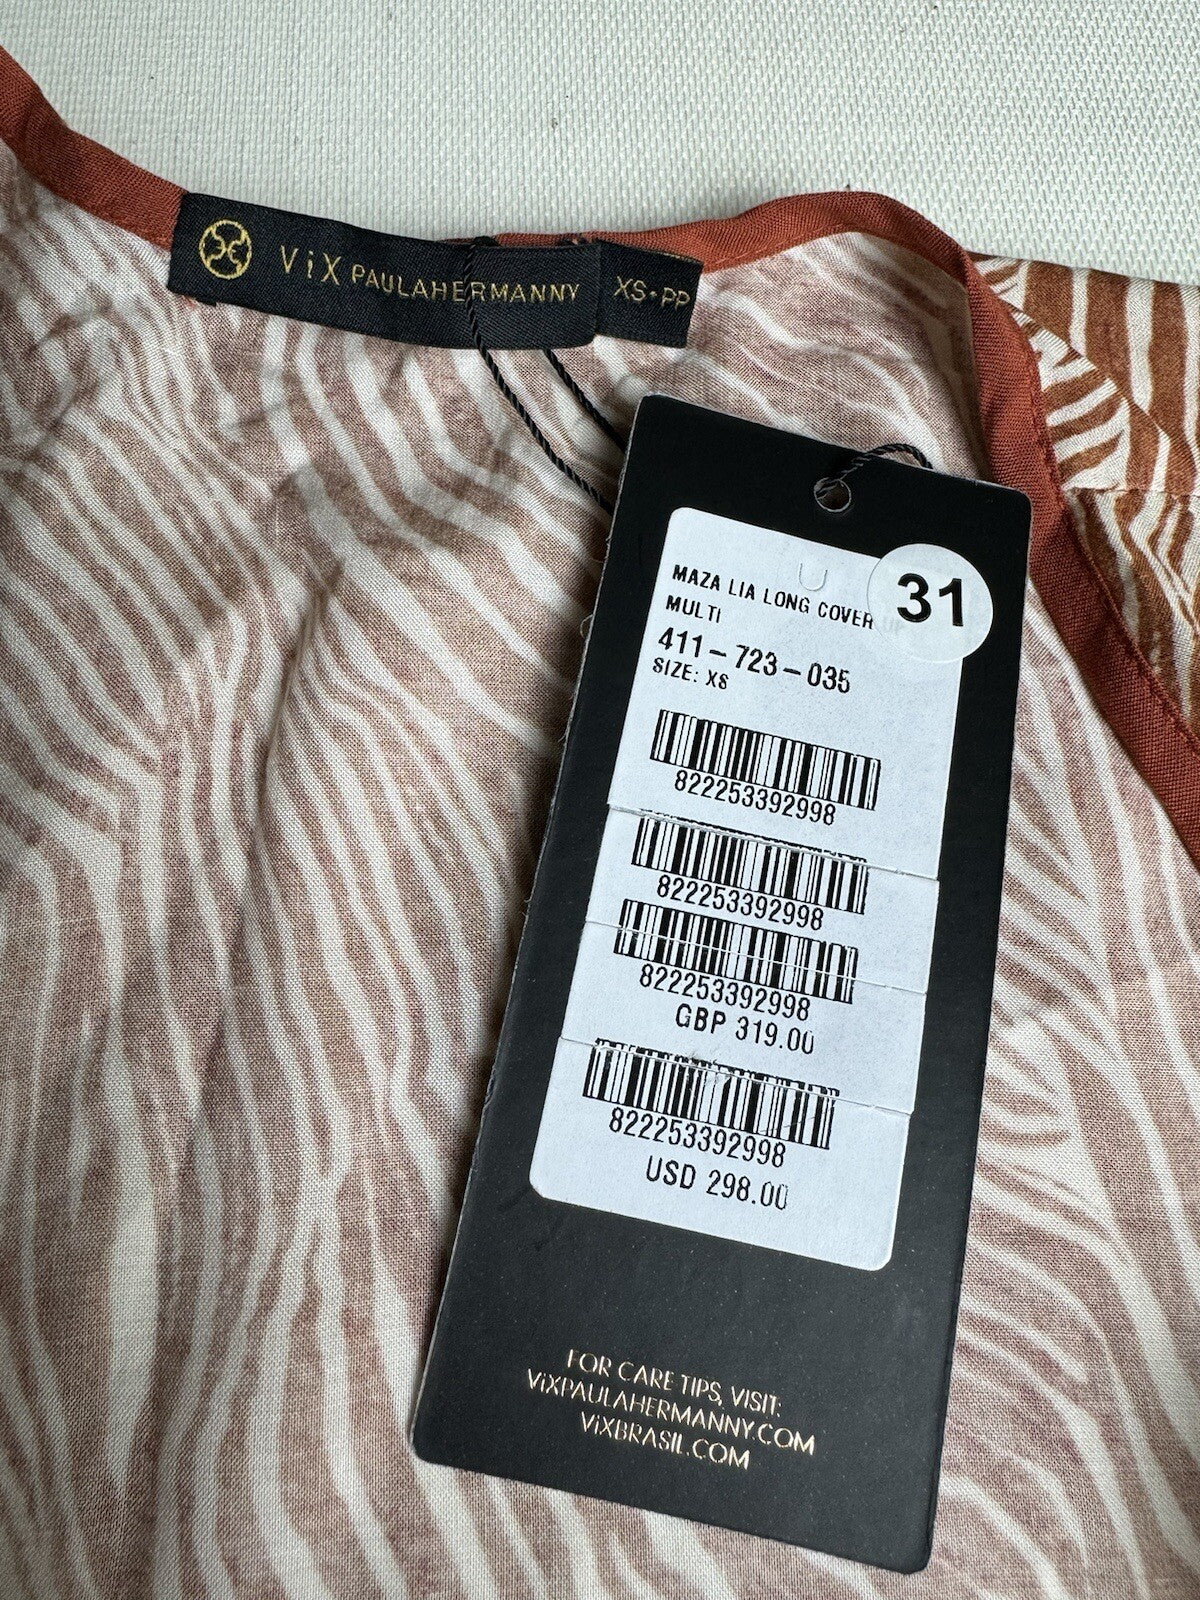 ViX PAULAHERMANNY XS•PP
MAZA LIA LONG COVER UP
31
MULTI
411-723-035
SIZE: XS
822253392998
822253392998
822253392998
GBP 319.00
822253392998
USD 298.00
FOR CARE TIPS, VISIT:
ViXPAULAHERMANNY.COM
ViXBRASIL.COM